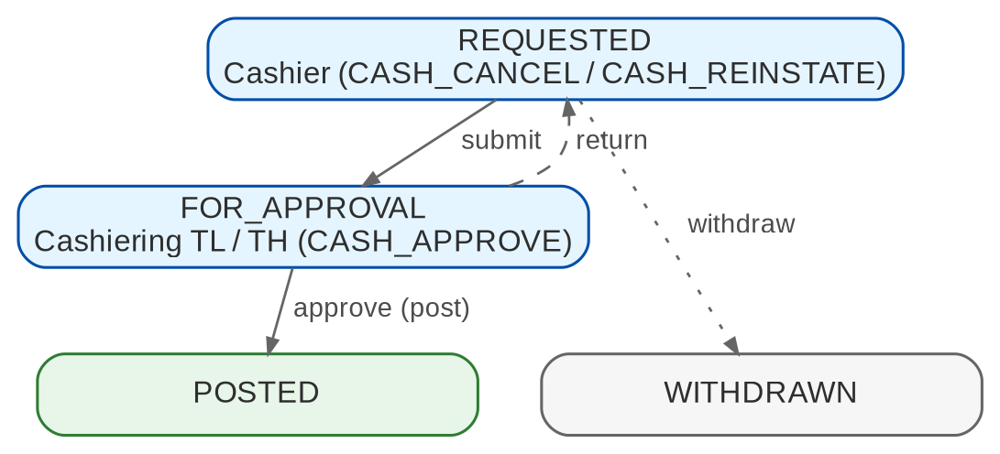 REQUESTED
Cashier (CASH_CANCEL / CASH_REINSTATE)
submit
return
FOR_APPROVAL
Cashiering TL / TH (CASH_APPROVE)
withdraw
approve (post)
POSTED
WITHDRAWN